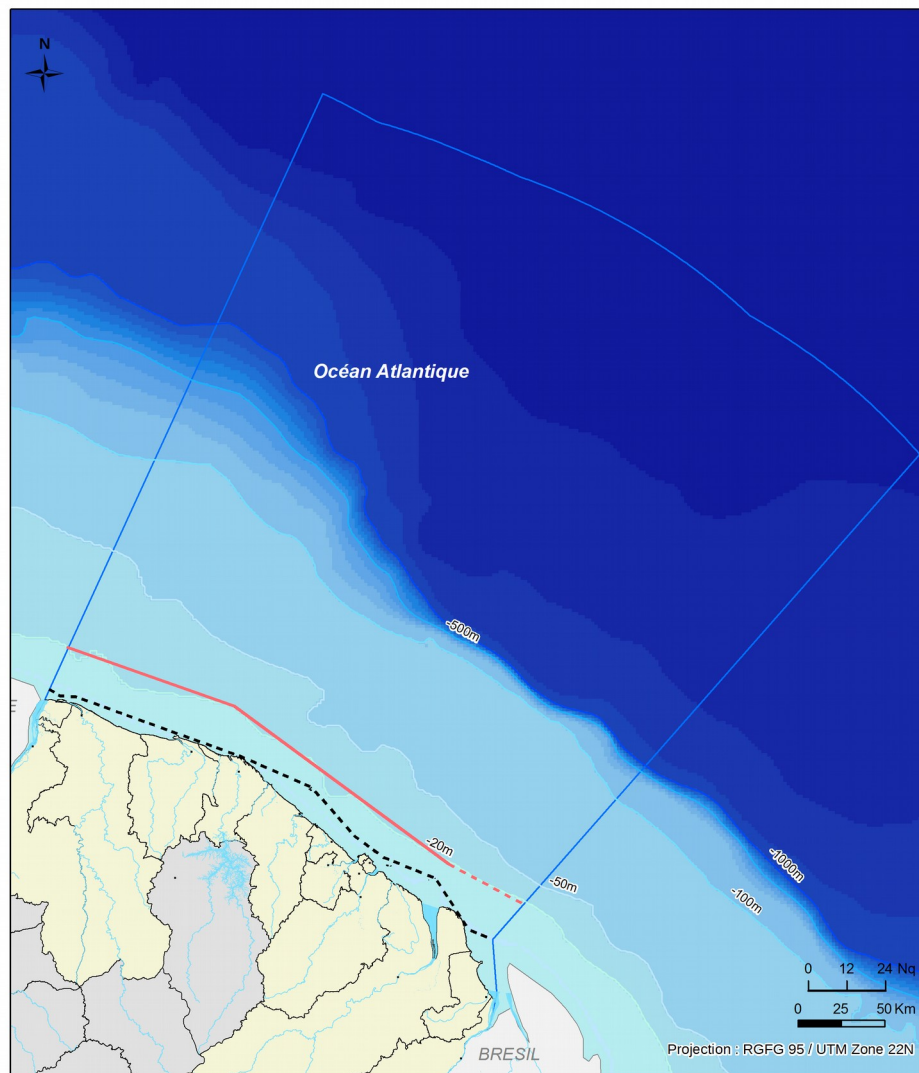 N
Océan Atlantique
-500m
E
-20m
-50m
-1000m
-100m
0 12 24 Nq
0 25 50 Km
BRESIL
Projection : RGFG 95 / UTM Zone 22N